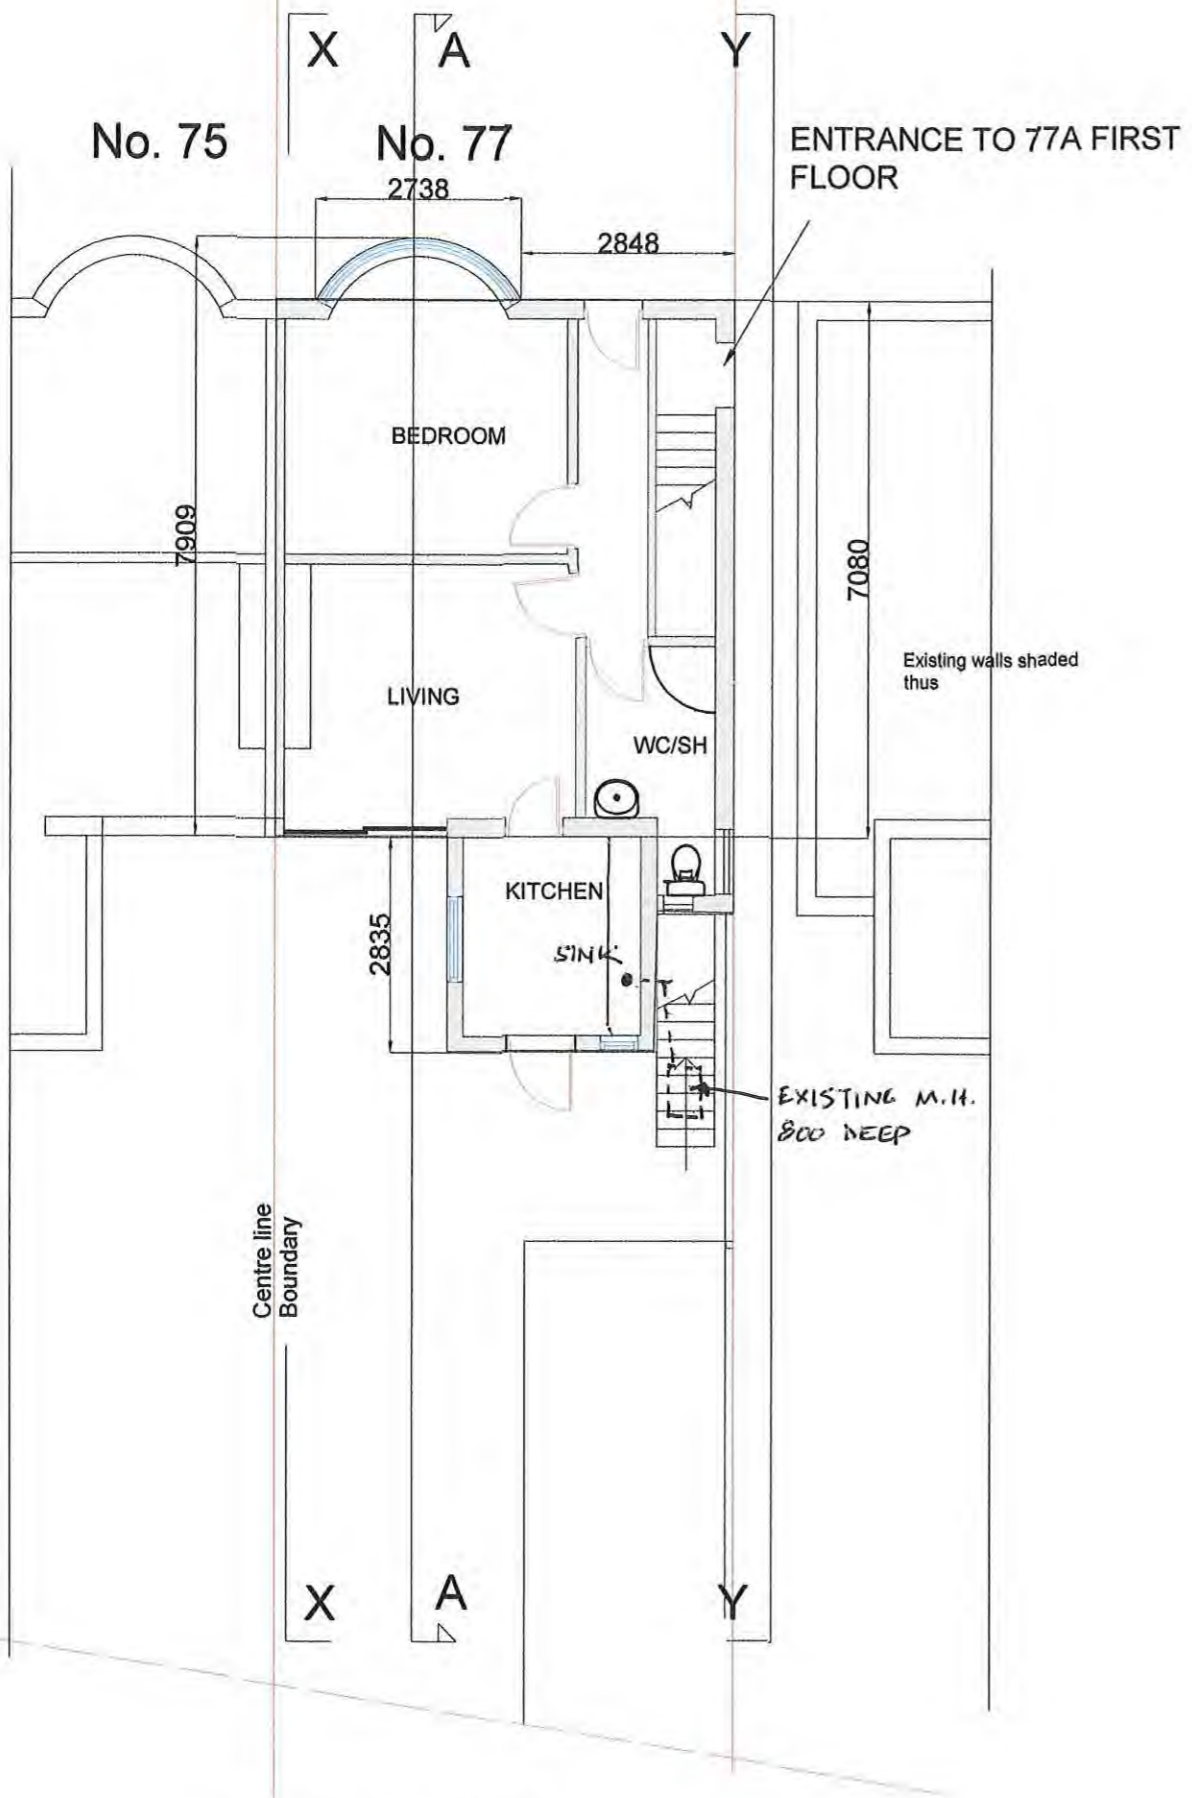 X
A
Y
No. 75
No. 77
ENTRANCE TO 77A FIRST
FLOOR
2738
2848
BEDROOM
7909
7080
Existing walls shaded
thus
LIVING
WC/SH
KITCHEN
SINK
2835
EXISTING M.H.
800 DEEP
Centre line
Boundary
X
A
Y